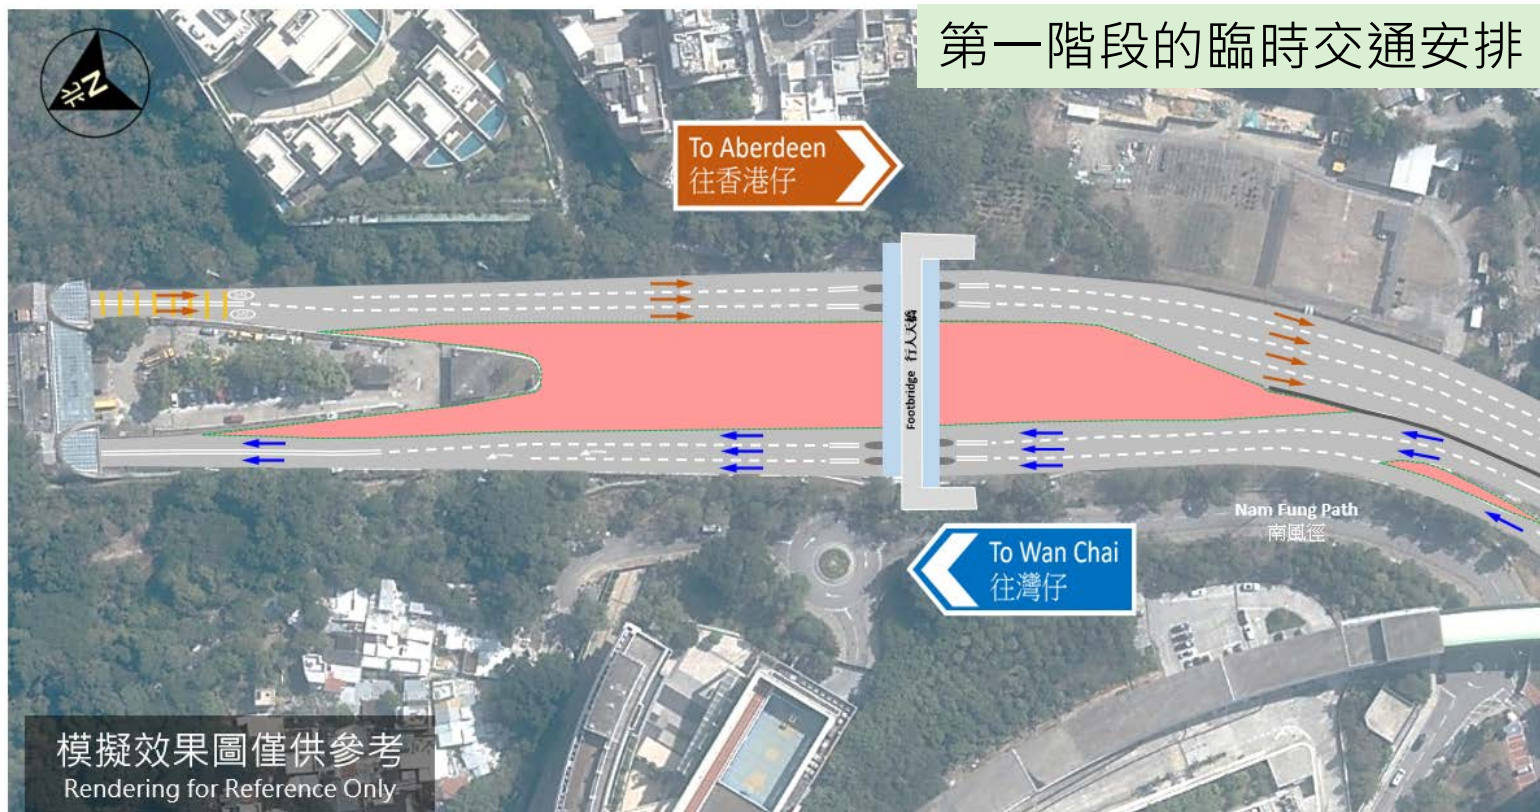 第一階段的臨時交通安排
北 N
To Aberdeen
往香港仔
Footbridge 行人天橋
Nam Fung Path
南風徑
To Wan Chai
往灣仔
模擬效果圖僅供參考
Rendering for Reference Only